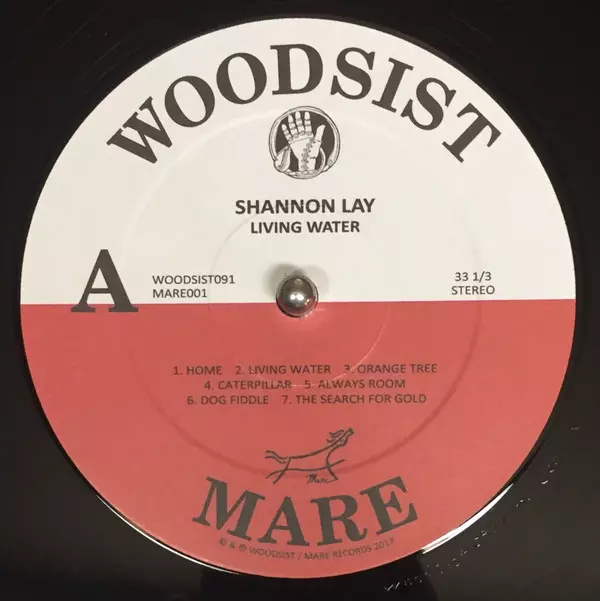 WOODSIST
SHANNON LAY
LIVING WATER
A
WOODSIST091
MARE001
33 1/3
STEREO
1. HOME 2. LIVING WATER 3. ORANGE TREE
4. CATERPILLAR 5. ALWAYS ROOM
6. DOG FIDDLE 7. THE SEARCH FOR GOLD
Mare
MARE
© & ℗ WOODSIST / MARE RECORDS 2017